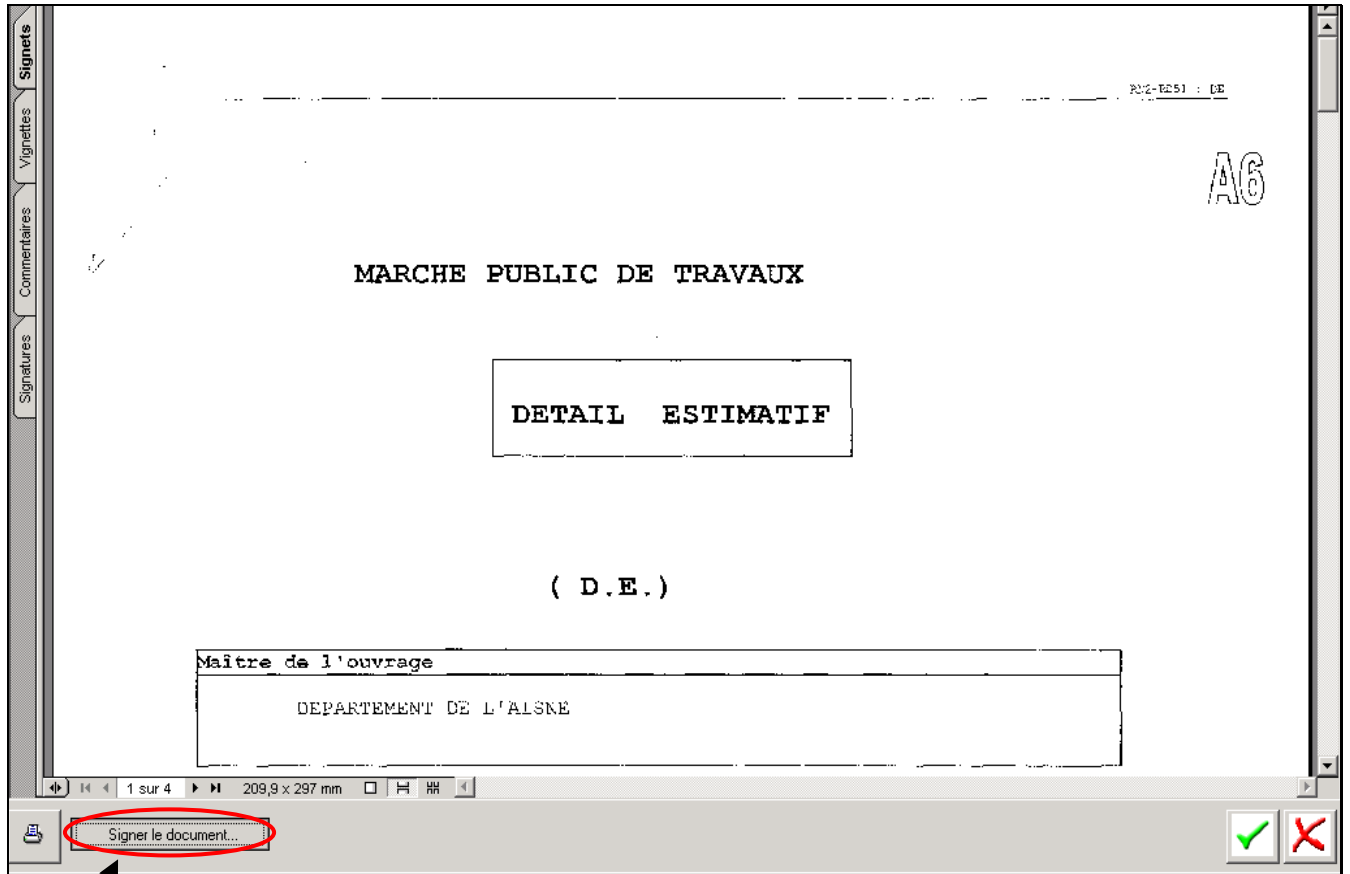 Signets
Vignettes
Commentaires
Signatures
: DE
A6
MARCHE PUBLIC DE TRAVAUX
DETAIL ESTIMATIF
( D.E.)
Maître de l'ouvrage
DEPARTEMENT DE L'AISNE
1 sur 4
209,9 x 297 mm
Signer le document...